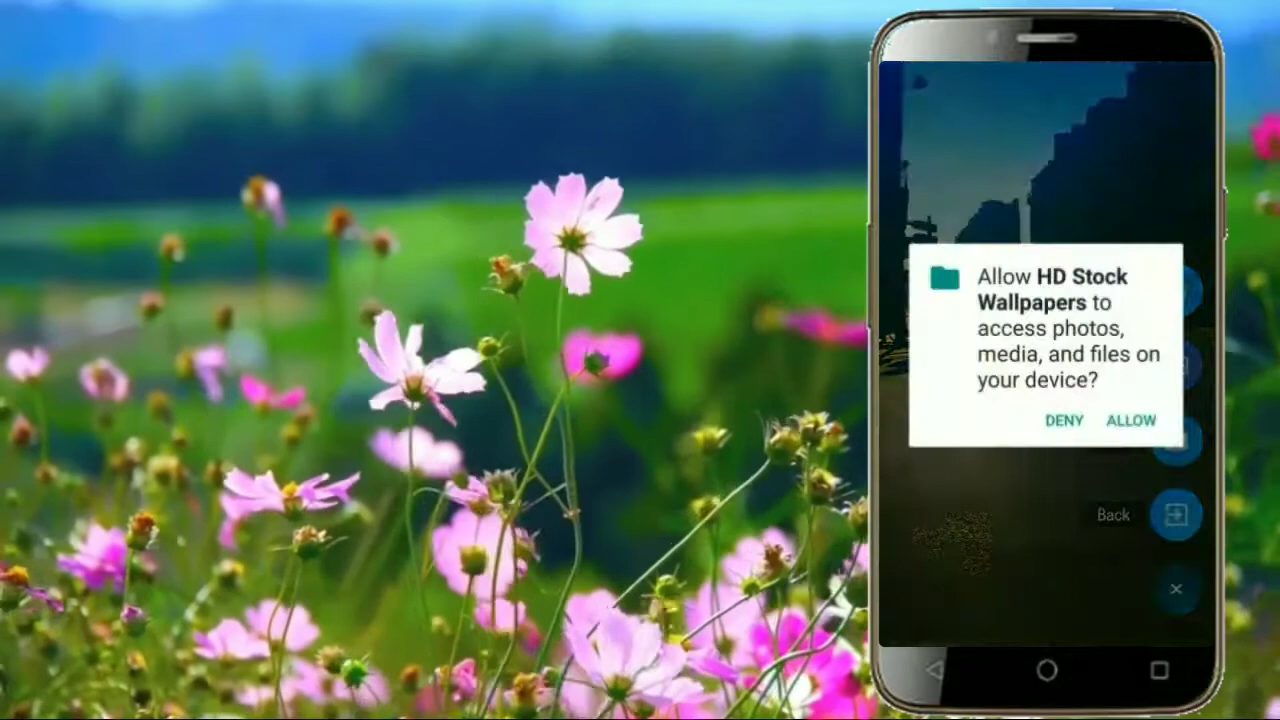 Allow HD Stock
Wallpapers to
access photos,
media, and files on
your device?
DENY ALLOW
Back